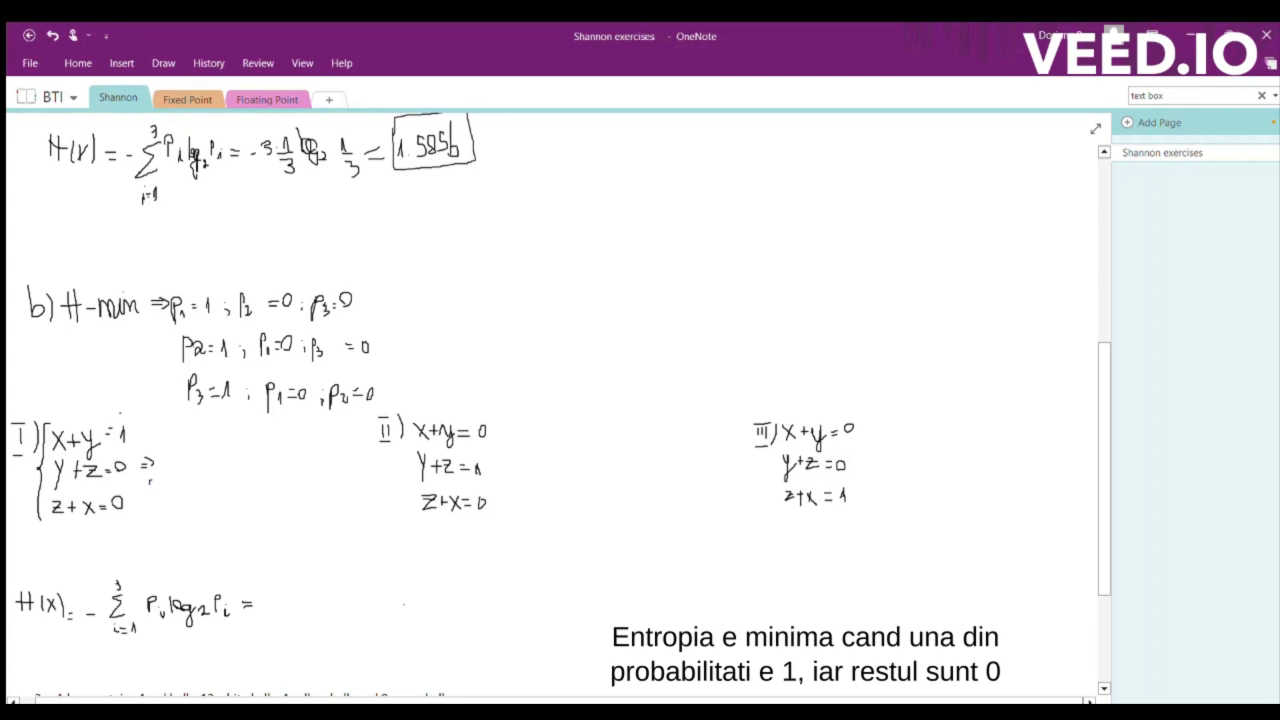 Shannon exercises - OneNote
VEED.IO
File Home Insert Draw History Review View Help
BTI Shannon Fixed Point Floating Point +
text box
Add Page
Shannon exercises
H(X) = - 3 Σ i=1 Pi log2 Pi = - 3 · 1/3 log2 1/3 = 1.585b
b) H-min ⇒ p1 = 1 ; p2 = 0 ; p3 = 0
p2 = 1 ; p1 = 0 ; p3 = 0
p3 = 1 ; p1 = 0 ; p2 = 0
I) { x+y = 1 II) x+y = 0 III) x+y = 0
y+z = 0 ⇒ y+z = 1 y+z = 0
z+x = 0 z+x = 0 z+x = 1
H(x) = - 3 Σ i=1 Pi log2 Pi =
Entropia e minima cand una din
probabilitati e 1, iar restul sunt 0